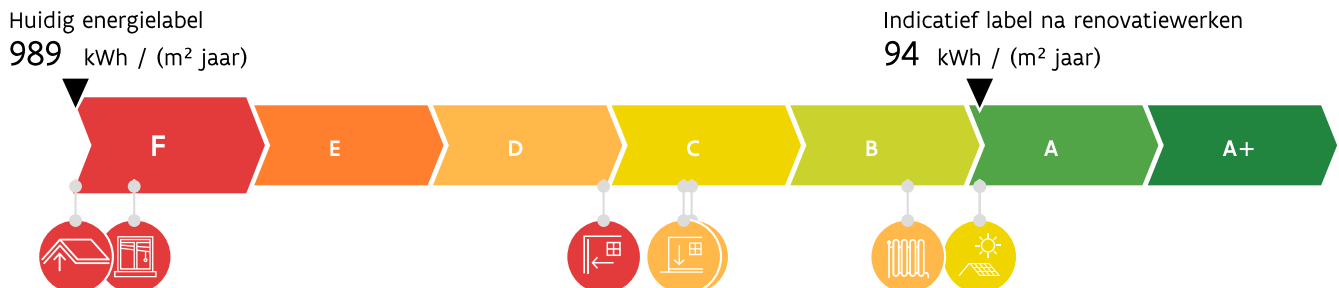 Huidig energielabel
989 kWh / (m² jaar)
Indicatief label na renovatiewerken
94 kWh / (m² jaar)
F E D C B A A+